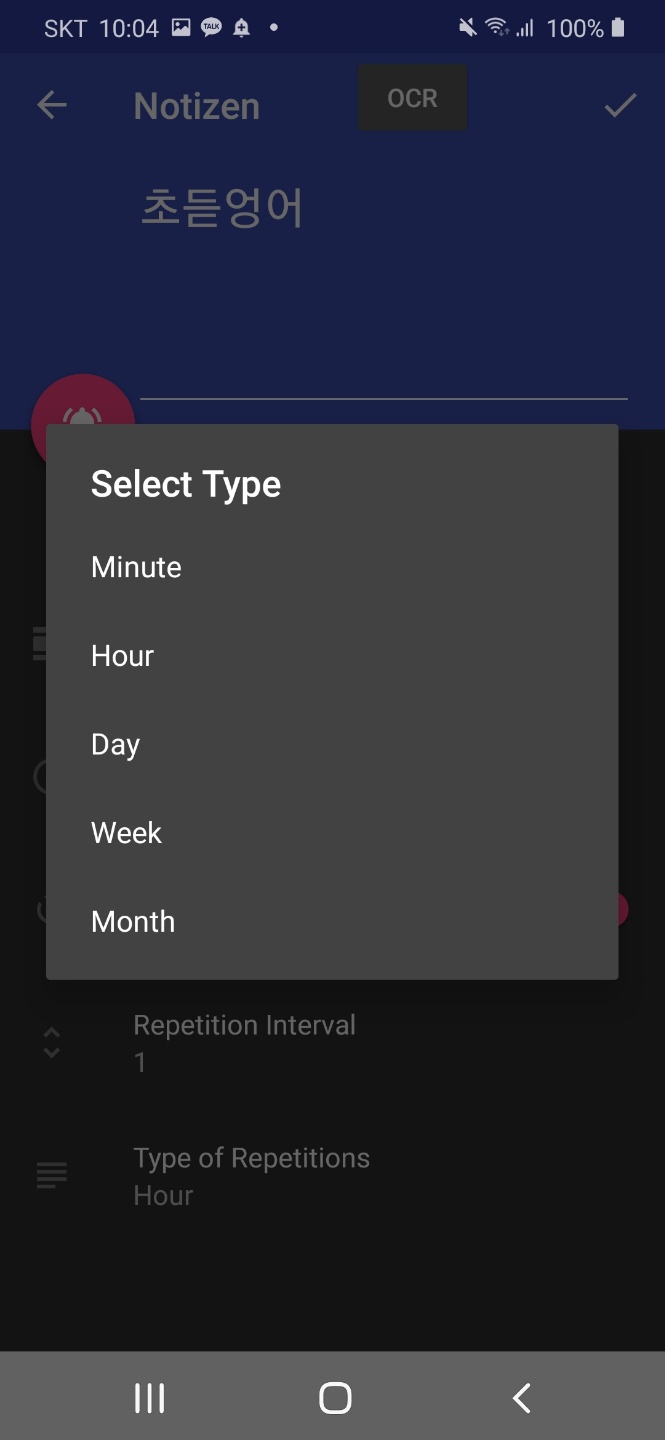 SKT 10:04 TALK 100%
Notizen OCR
초듣엉어
Select Type
Minute
Hour
Day
Week
Month
Repetition Interval
1
Type of Repetitions
Hour